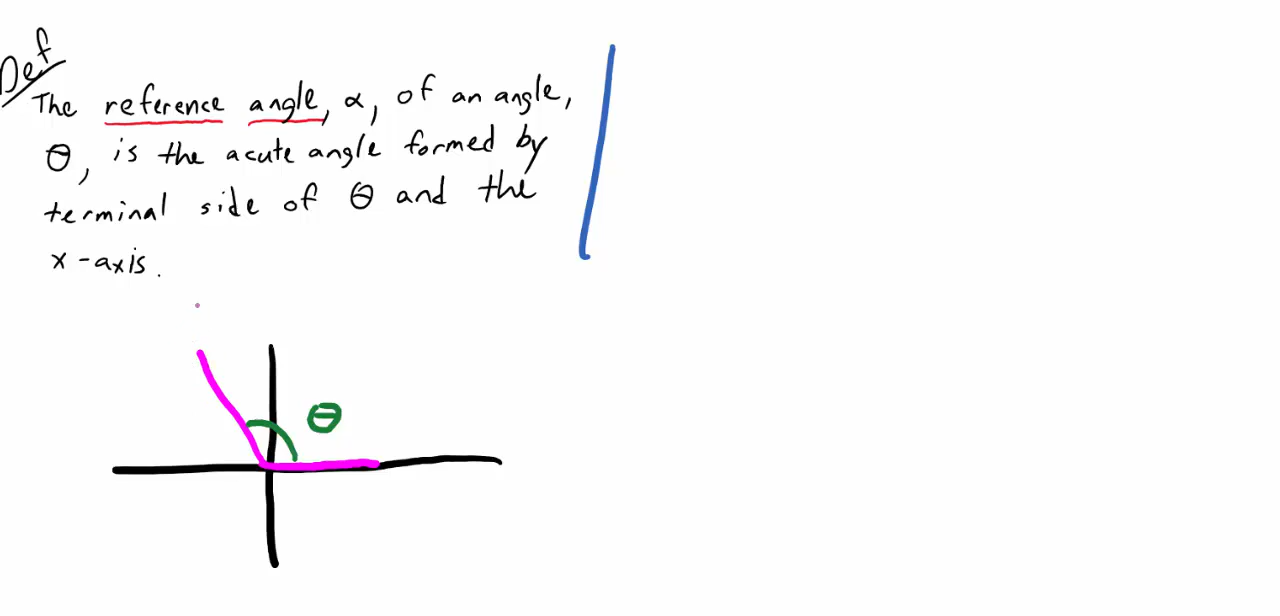 Def
The reference angle, α, of an angle,
θ, is the acute angle formed by
terminal side of θ and the
x-axis.
θ